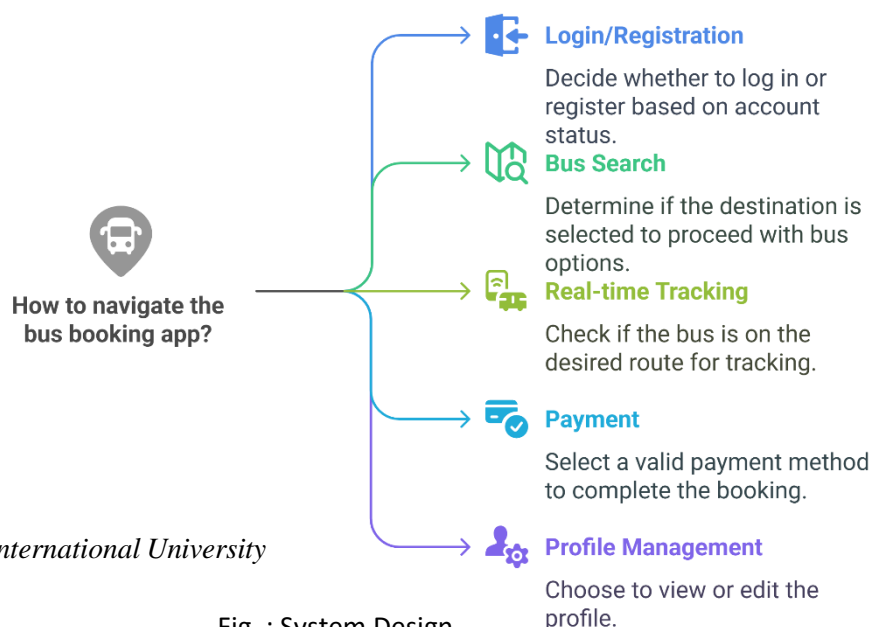 Login/Registration
Decide whether to log in or
register based on account
status.
Bus Search
Determine if the destination is
selected to proceed with bus
options.
How to navigate the
bus booking app?
Real-time Tracking
Check if the bus is on the
desired route for tracking.
Payment
Select a valid payment method
to complete the booking.
nternational University
Profile Management
Choose to view or edit the
profile.
Fig. : System Design